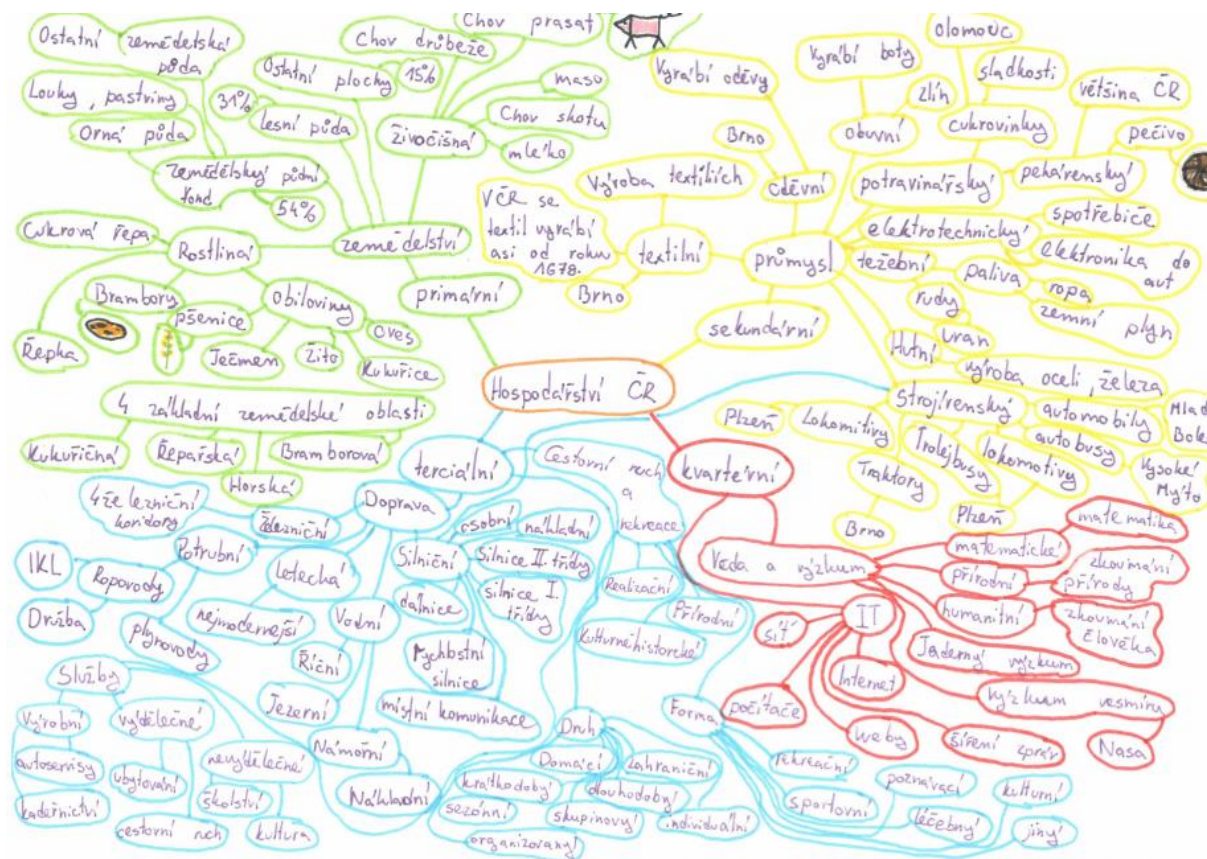 Hospodářství ČR
primární
zemědělství
Zemědělský půdní
fond
54%
Orná půda
Louky, pastviny
Ostatní zemědělská
půda
31%
lesní půda
Ostatní plochy
15%
Živočišná
Chov drůbeže
Chov prasat
maso
Chov skotu
mléko
Rostliná
Cukrová řepa
Řepka
Brambory
pšenice
obiloviny
Ječmen
Žito
Oves
Kukuřice
4 základní zemědělské oblasti
Kukuřičná
Řepařská
Horská
Bramborová
sekundární
průmysl
textilní
Výroba textiliích
V ČR se
textil vyrábí
asi od roku
1678.
Brno
oděvní
Brno
Vyrábí oděvy
obuvní
Vyrábí boty
zlín
potravinářský
cukrovinky
Olomouc
sladkosti
pekárenský
většina ČR
pečivo
elektrotechnický
spotřebiče
elektronika do
aut
težební
paliva
ropa
zemní plyn
rudy
uran
Hutní
výroba oceli, železa
Strojírenský
Lokomitivy
Plzeň
Traktory
Brno
Trolejbusy
lokomotivy
Plzeň
automobily
Mlad
Boles
autobusy
Vysoké
Mýto
terciální
Doprava
Železniční
4 železniční
koridory
Potrubní
Ropovody
IKL
Družba
plynovody
letechá
nejmodernější
Vodní
Říční
Jezerní
Námořní
Nákladní
Silniční
osobní
nákladní
Silnice II. třídy
silnice I.
třídy
dálnice
rychlostní
silnice
místní komunikace
Služby
Výrobní
autoservisy
kadeřnictví
výdělečné
ubytování
nevýdělečné
školství
cestovní ruch
kultura
Cestovní ruch
a
rekreace
Realizační
Přírodní
Kulturněhistorcké
Druh
Domácí
zahraniční
krátkodobý
dlouhodobý
sezónní
skupinový
individuální
organizovaný
Forma
rekreační
sportovní
poznávací
léčebný
kulturní
jiný
kvartérní
Věda a výzkum
matematické
matematika
přírodní
zkoumání
přírody
humanitní
zkoumání
člověka
Jaderný výzkum
výzkum vesmíru
Nasa
IT
síť
počítače
Internet
weby
šíření zpráv